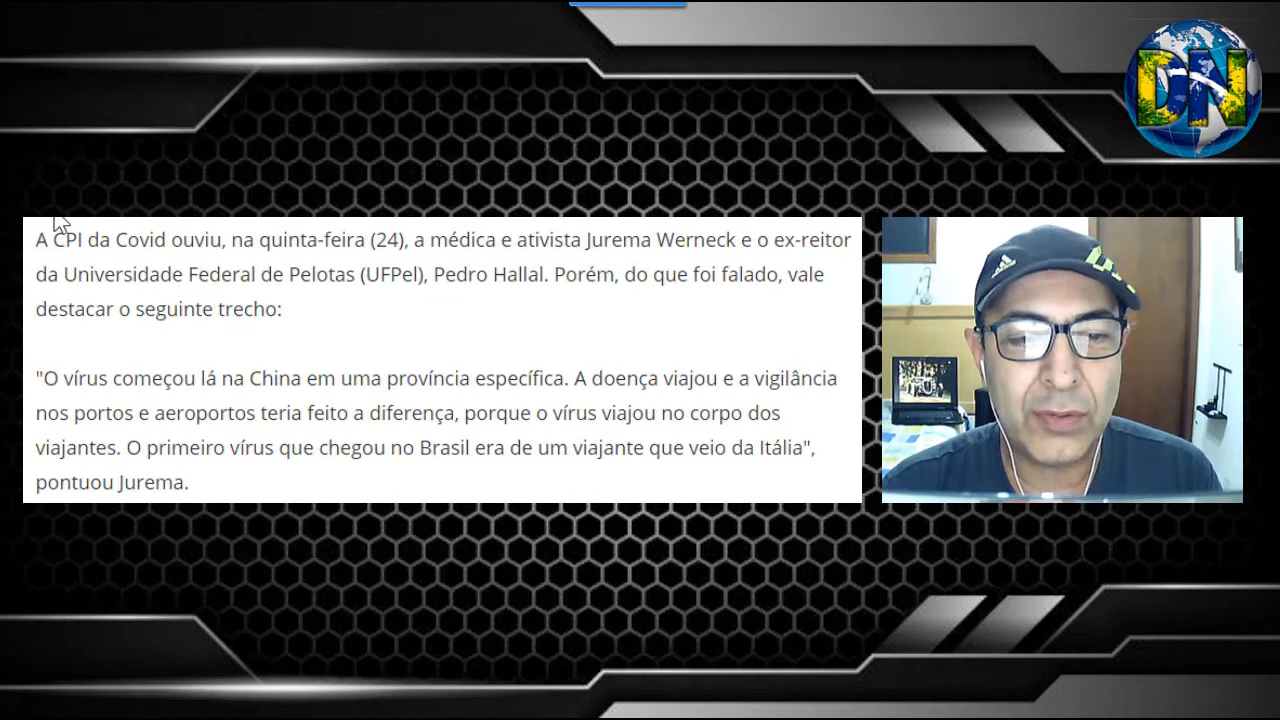 DN
A CPI da Covid ouviu, na quinta-feira (24), a médica e ativista Jurema Werneck e o ex-reitor
da Universidade Federal de Pelotas (UFPel), Pedro Hallal. Porém, do que foi falado, vale
destacar o seguinte trecho:
"O vírus começou lá na China em uma província específica. A doença viajou e a vigilância
nos portos e aeroportos teria feito a diferença, porque o vírus viajou no corpo dos
viajantes. O primeiro vírus que chegou no Brasil era de um viajante que veio da Itália",
pontuou Jurema.